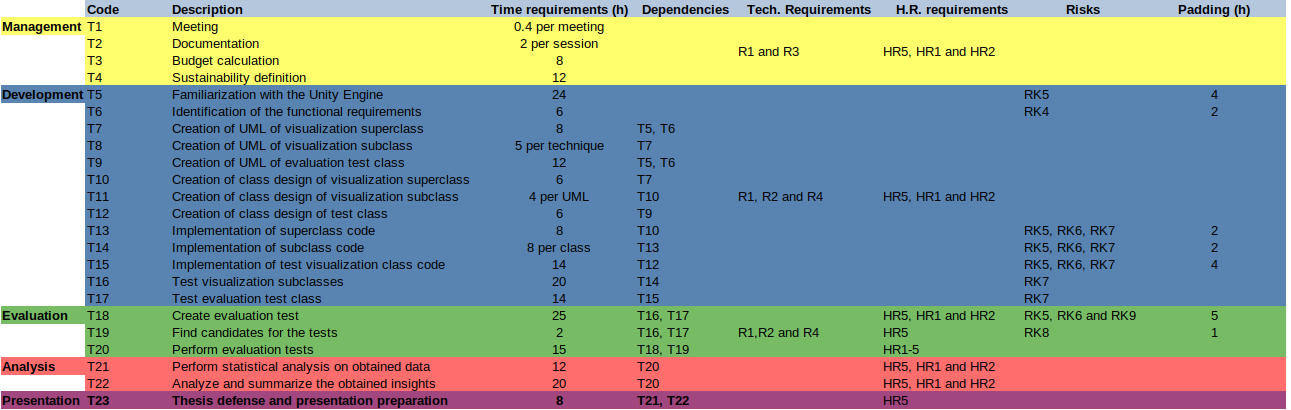 Code Description Time requirements (h) Dependencies Tech. Requirements H.R. requirements Risks Padding (h)
Management T1 Meeting 0.4 per meeting
T2 Documentation 2 per session
R1 and R3 HR5, HR1 and HR2
T3 Budget calculation 8
T4 Sustainability definition 12
Development T5 Familiarization with the Unity Engine 24 RK5 4
T6 Identification of the functional requirements 6 RK4 2
T7 Creation of UML of visualization superclass 8 T5, T6
T8 Creation of UML of visualization subclass 5 per technique T7
T9 Creation of UML of evaluation test class 12 T5, T6
T10 Creation of class design of visualization superclass 6 T7
T11 Creation of class design of visualization subclass 4 per UML T10 R1, R2 and R4 HR5, HR1 and HR2
T12 Creation of class design of test class 6 T9
T13 Implementation of superclass code 8 T10 RK5, RK6, RK7 2
T14 Implementation of subclass code 8 per class T13 RK5, RK6, RK7 2
T15 Implementation of test visualization class code 14 T12 RK5, RK6, RK7 4
T16 Test visualization subclasses 20 T14 RK7
T17 Test evaluation test class 14 T15 RK7
Evaluation T18 Create evaluation test 25 T16, T17 HR5, HR1 and HR2 RK5, RK6 and RK9 5
T19 Find candidates for the tests 2 T16, T17 R1,R2 and R4 HR5 RK8 1
T20 Perform evaluation tests 15 T18, T19 HR1-5
Analysis T21 Perform statistical analysis on obtained data 12 T20 HR5, HR1 and HR2
T22 Analyze and summarize the obtained insights 20 T20 HR5, HR1 and HR2
Presentation T23 Thesis defense and presentation preparation 8 T21, T22 HR5